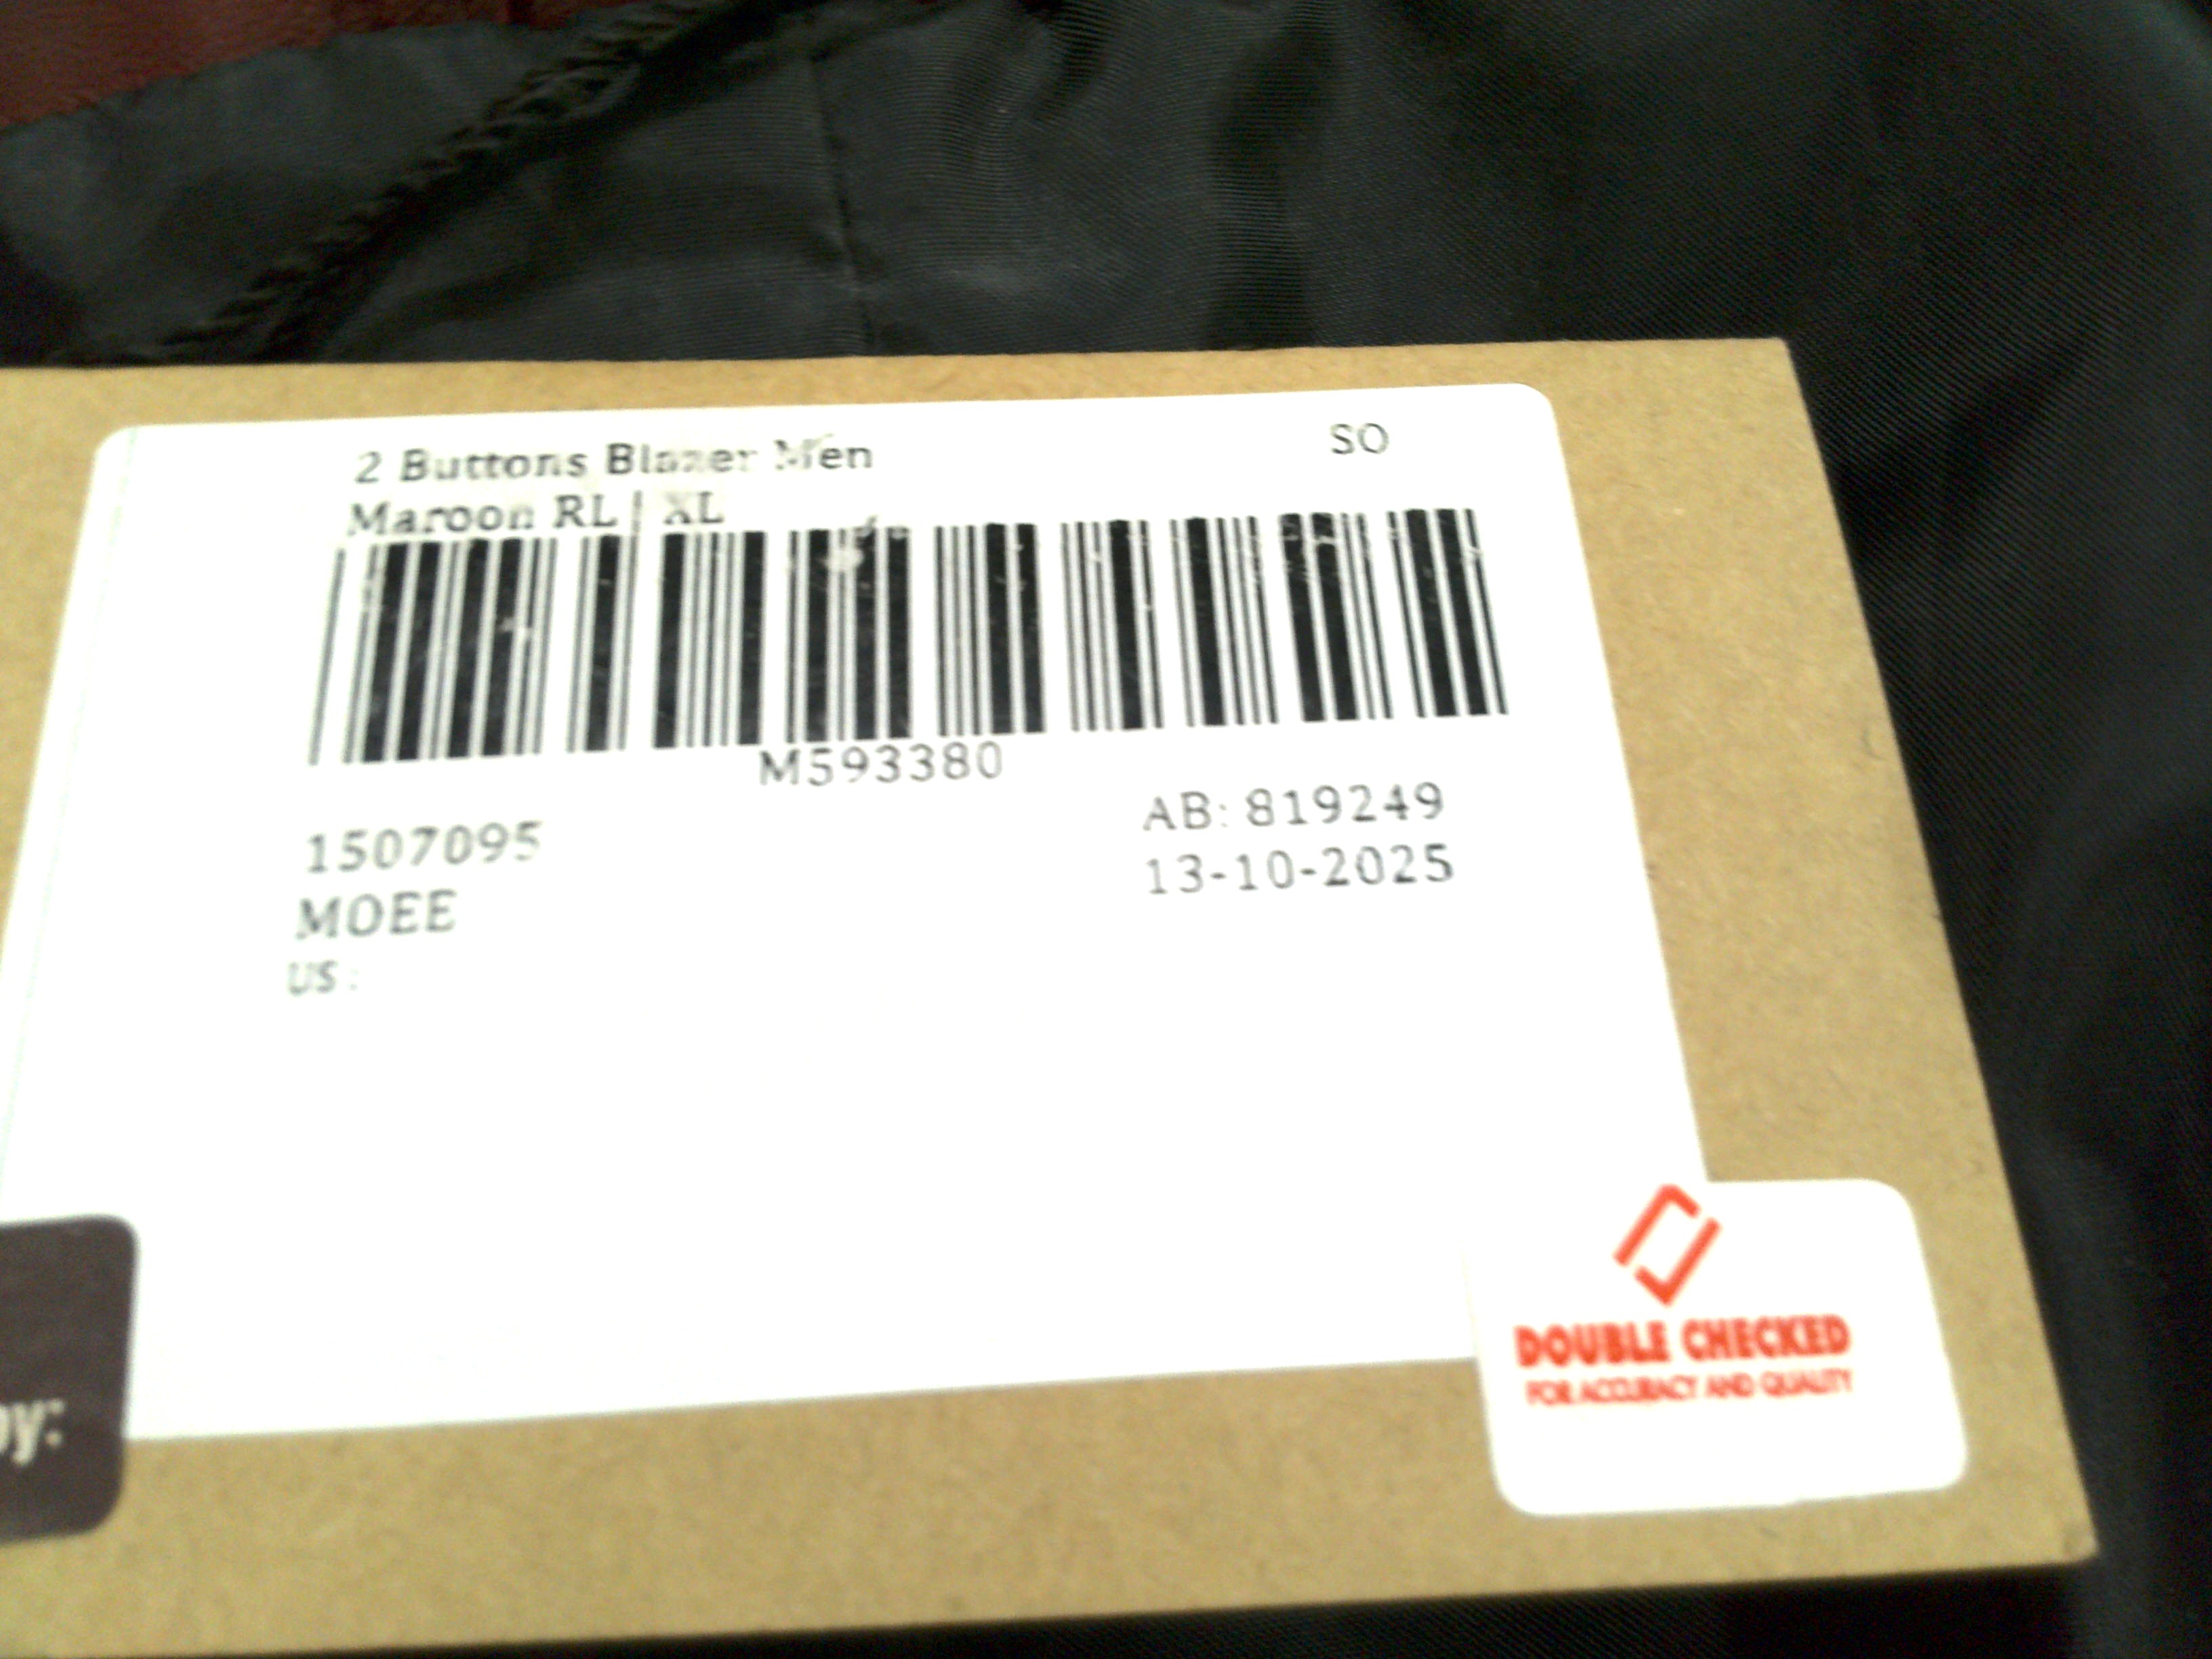 2 Buttons Blazer Men
SO
Maroon RL | XL
M593380
AB: 819249
1507095
13-10-2025
MOEE
US :
DOUBLE CHECKED
FOR ACCURACY AND QUALITY
by: